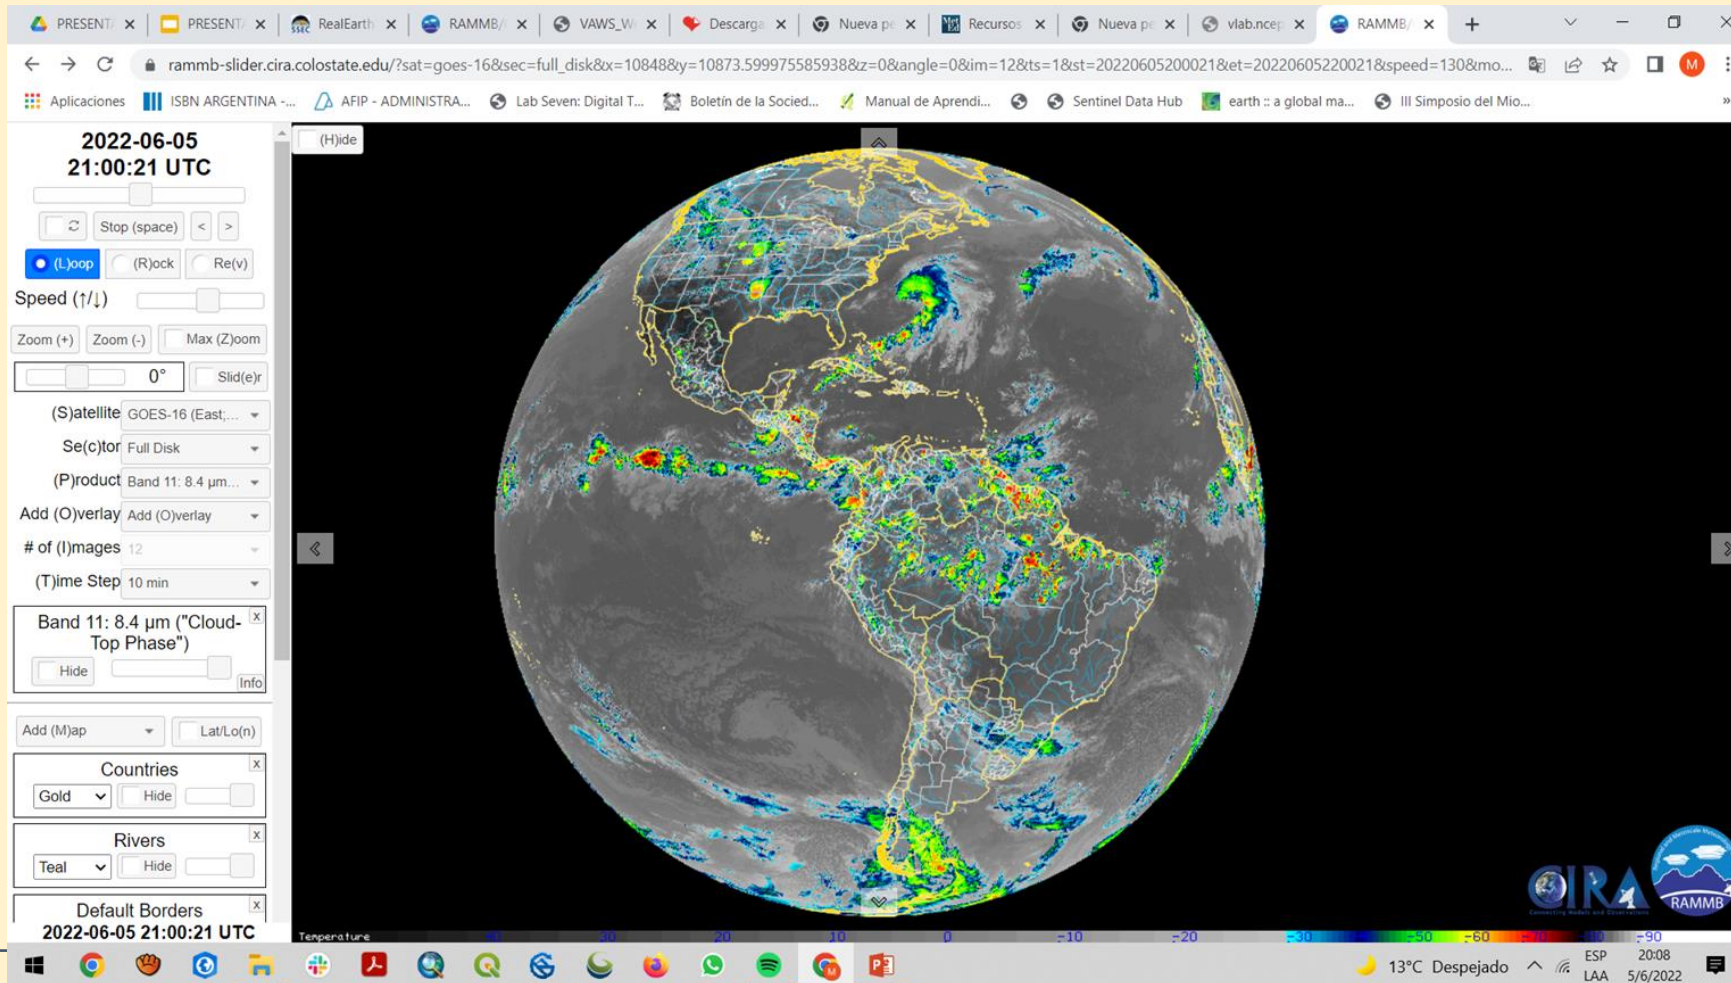 PRESENT
PRESENT
RealEarth
RAMMB/
VAWS_W
Descarga
Nueva pe
Recursos
Nueva pe
vlab.ncep
RAMMB/
rammb-slider.cira.colostate.edu/?sat=goes-16&sec=full_disk&x=10848&y=10873.599975585938&z=0&angle=0&im=12&ts=1&st=20220605200021&et=20220605220021&speed=130&mo...
M
Aplicaciones
ISBN ARGENTINA -...
AFIP - ADMINISTRA...
Lab Seven: Digital T...
Boletín de la Socied...
Manual de Aprendi...
Sentinel Data Hub
earth :: a global ma...
III Simposio del Mio...
2022-06-05
21:00:21 UTC
Stop (space) < >
(L)oop (R)ock Re(v)
Speed (↑/↓)
Zoom (+) Zoom (-) Max (Z)oom
0° Slid(e)r
(S)atellite GOES-16 (East;...
Se(c)tor Full Disk
(P)roduct Band 11: 8.4 µm...
Add (O)verlay Add (O)verlay
# of (I)mages 12
(T)ime Step 10 min
Band 11: 8.4 µm ("Cloud-
Top Phase")
x
Hide
Info
Add (M)ap Lat/Lo(n)
Countries
x
Gold Hide
Rivers
x
Teal Hide
Default Borders
x
2022-06-05 21:00:21 UTC
(H)ide
CIRA
RAMMB
Temperature 30 20 10 0 -10 -20 -30 -50 -60 -90
13°C Despejado
ESP
LAA
20:08
5/6/2022